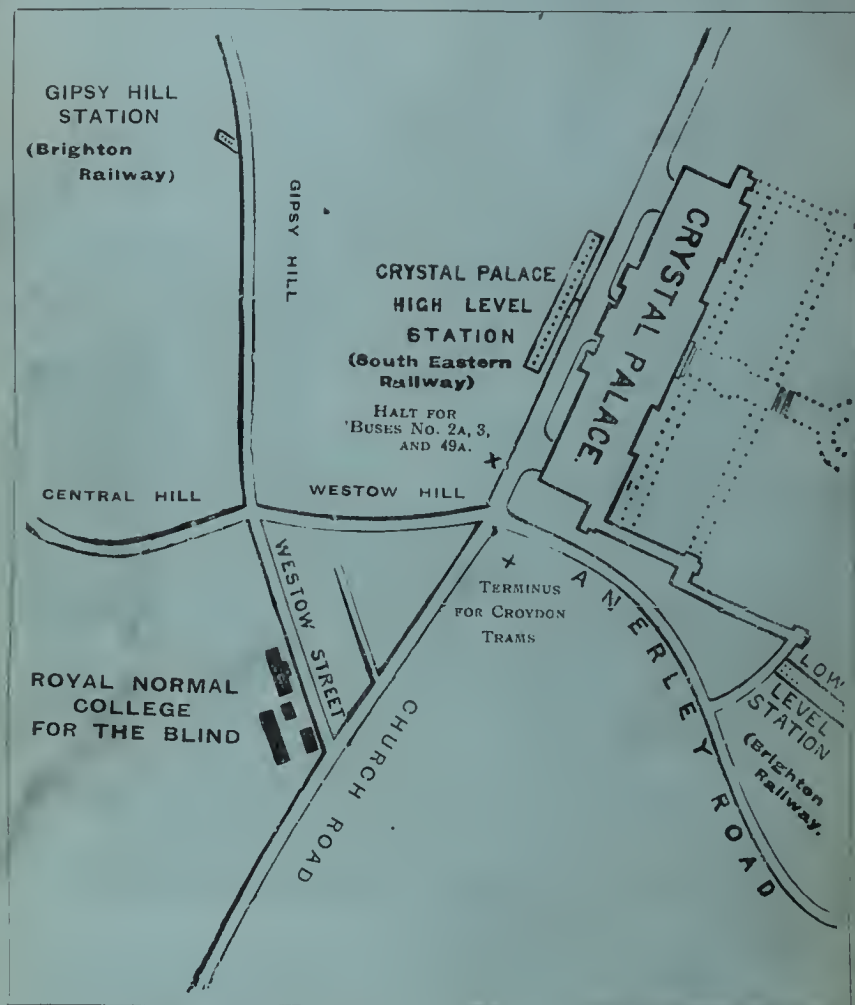 GIPSY HILL
STATION
(Brighton
Railway)
GIPSY HILL
CRYSTAL PALACE
HIGH LEVEL
STATION
(South Eastern
Railway)
HALT FOR
'BUSES No. 2A, 3,
AND 49A.
CRYSTAL PALACE.
CENTRAL HILL
WESTOW HILL
WESTOW STREET
TERMINUS
FOR CROYDON
TRAMS
ANERLEY ROAD
LOW
LEVEL
STATION
(Brighton
Railway.
ROYAL NORMAL
COLLEGE
FOR THE BLIND
CHURCH ROAD